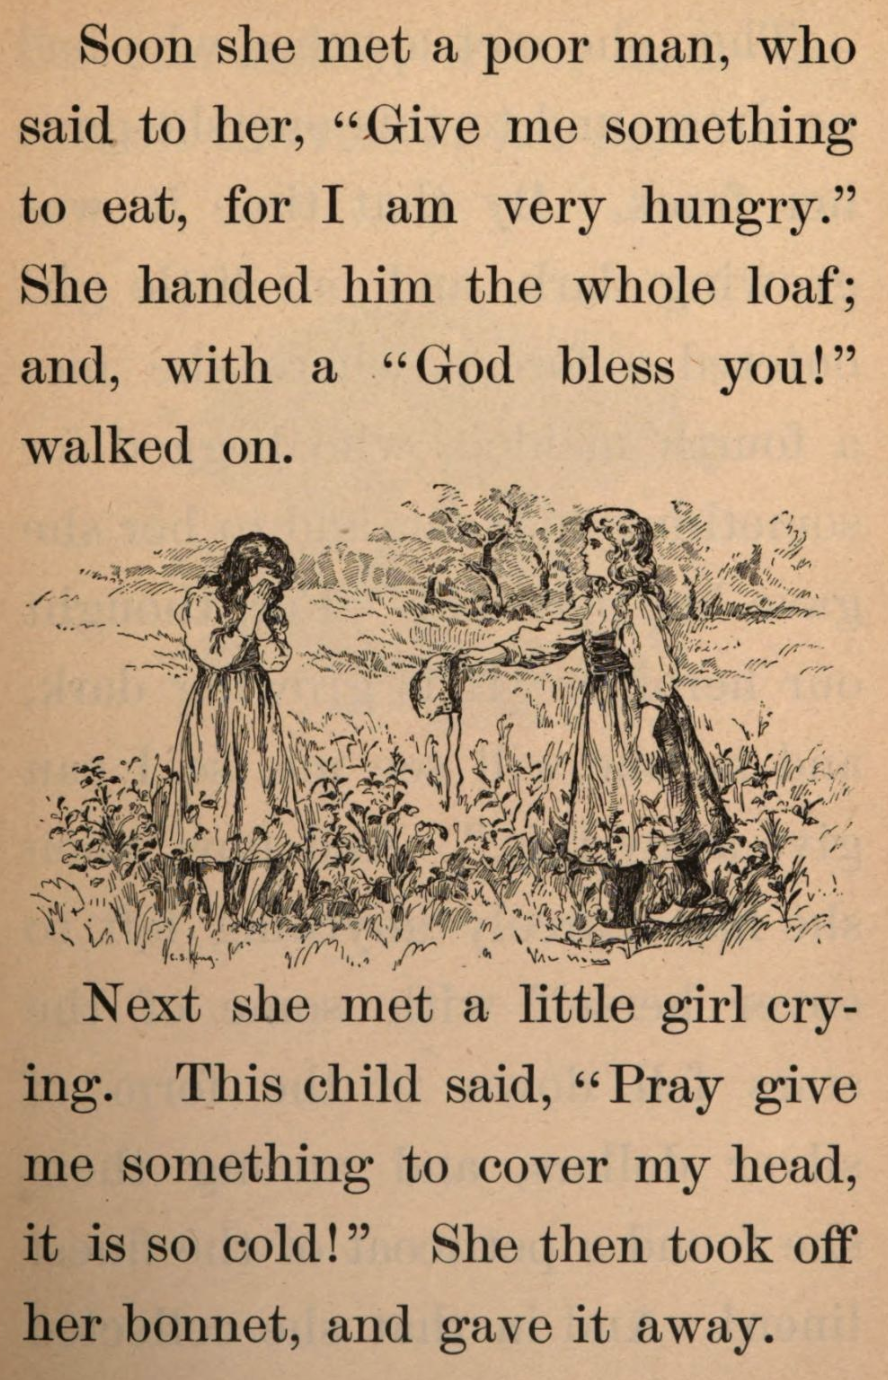 Soon she met a poor man, who
said to her, “Give me something
to eat, for I am very hungry.”
She handed him the whole loaf;
and, with a “God bless you!”
walked on.
Next she met a little girl cry-
ing. This child said, “Pray give
me something to cover my head,
it is so cold!” She then took off
her bonnet, and gave it away.